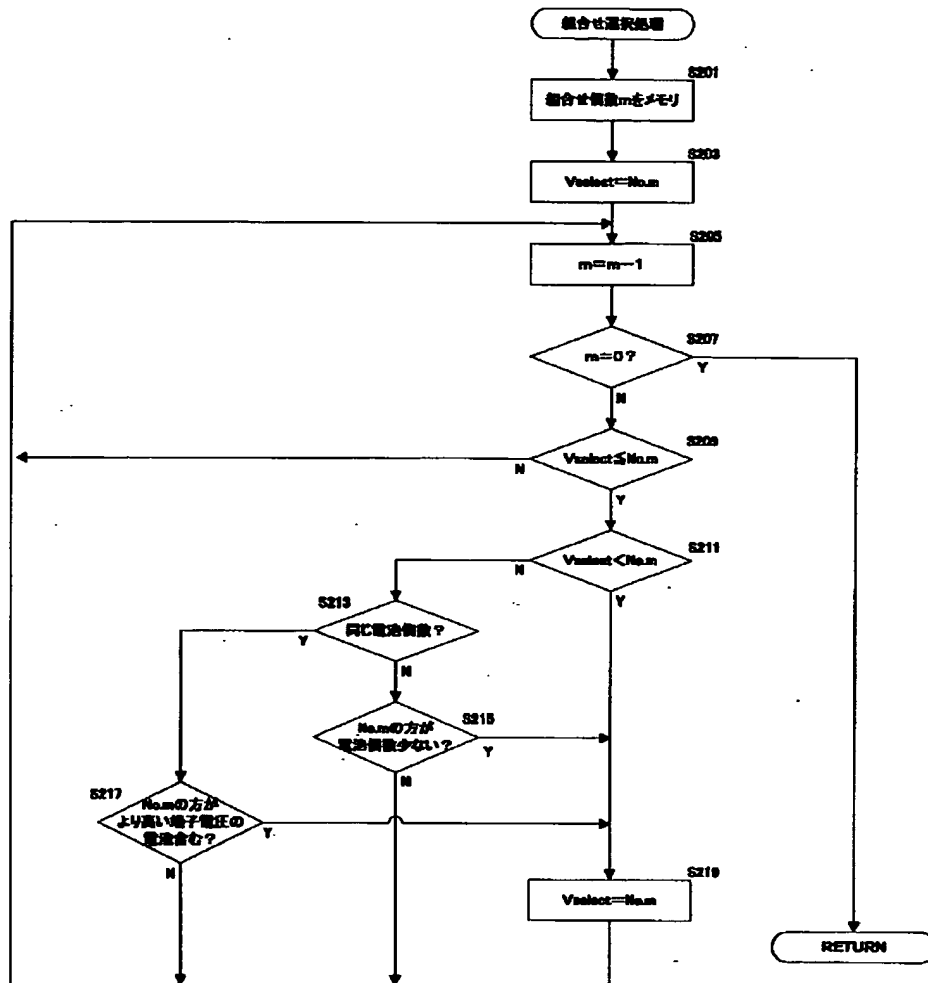 組合せ選択処理
S201
組合せ個数mをメモリ
S203
Vselect=No.m
S205
m=m-1
S207
m=0?
Y
N
S209
Vselect≦No.m
N
Y
S211
Vselect<No.m
N
Y
S213
同じ電池個数?
Y
N
S215
No.mの方が
電池個数少ない?
Y
N
S217
No.mの方が
より高い端子電圧の
電池含む?
Y
N
S219
Vselect=No.m
RETURN